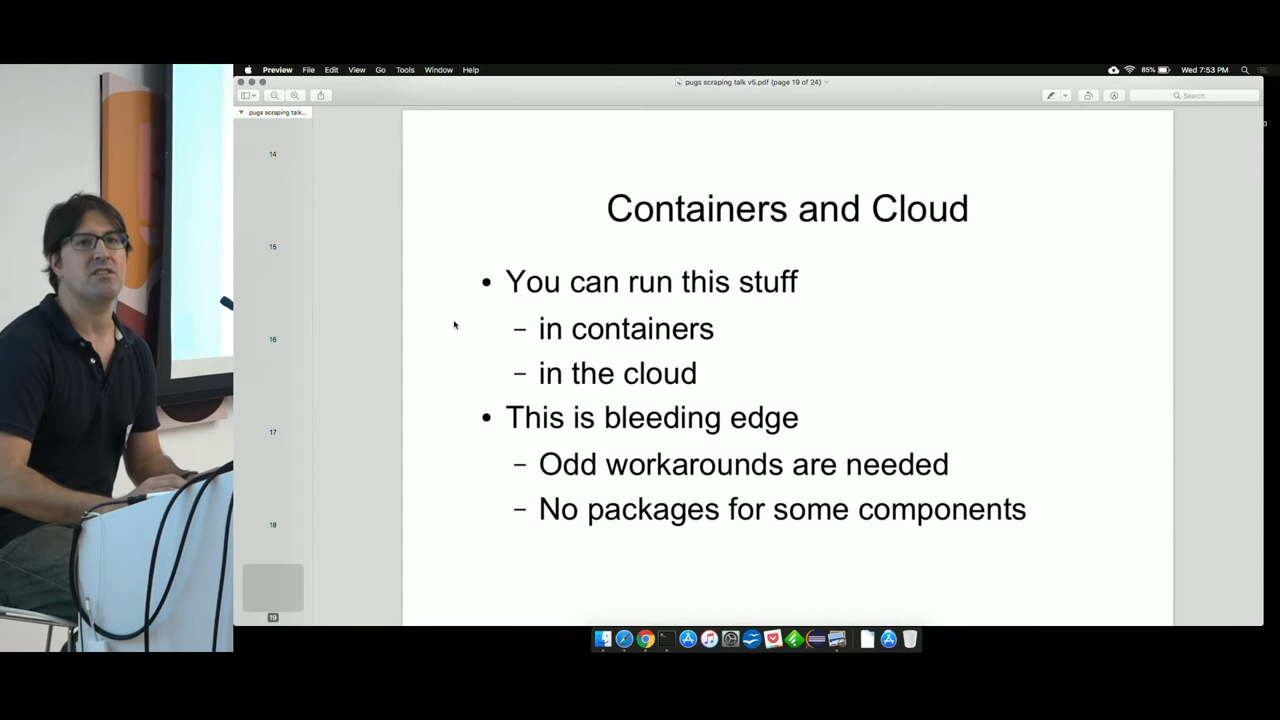 Preview File Edit View Go Tools Window Help 85% Wed 7:53 PM
pugs scraping talk v5.pdf (page 19 of 24)
Search
pugs scraping talk...
14
15
16
17
18
19
Containers and Cloud
• You can run this stuff
– in containers
– in the cloud
• This is bleeding edge
– Odd workarounds are needed
– No packages for some components